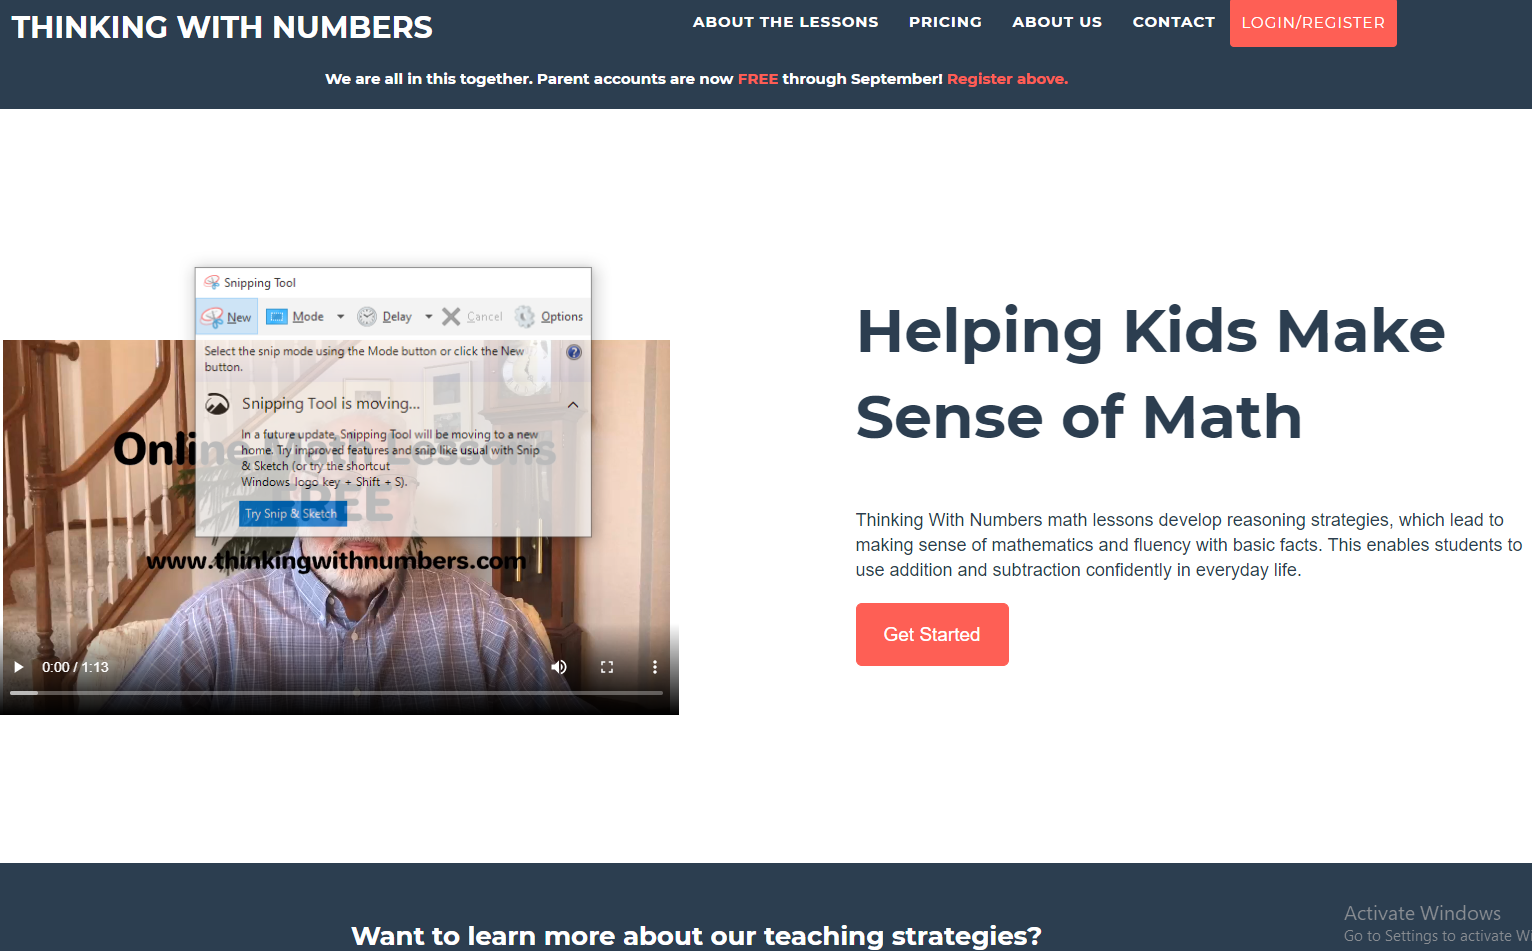 THINKING WITH NUMBERS
ABOUT THE LESSONS
PRICING
ABOUT US
CONTACT
LOGIN/REGISTER
We are all in this together. Parent accounts are now FREE through September! Register above.
Snipping Tool
New
Mode
Delay
Cancel
Options
Select the snip mode using the Mode button or click the New
button.
Snipping Tool is moving...
In a future update, Snipping Tool will be moving to a new
home. Try improved features and snip like usual with Snip
& Sketch (or try the shortcut
Windows logo key + Shift + S).
Try Snip & Sketch
Online Math Lessons
FREE
www.thinkingwithnumbers.com
0:00 / 1:13
Helping Kids Make
Sense of Math
Thinking With Numbers math lessons develop reasoning strategies, which lead to
making sense of mathematics and fluency with basic facts. This enables students to
use addition and subtraction confidently in everyday life.
Get Started
Want to learn more about our teaching strategies?
Activate Windows
Go to Settings to activate W